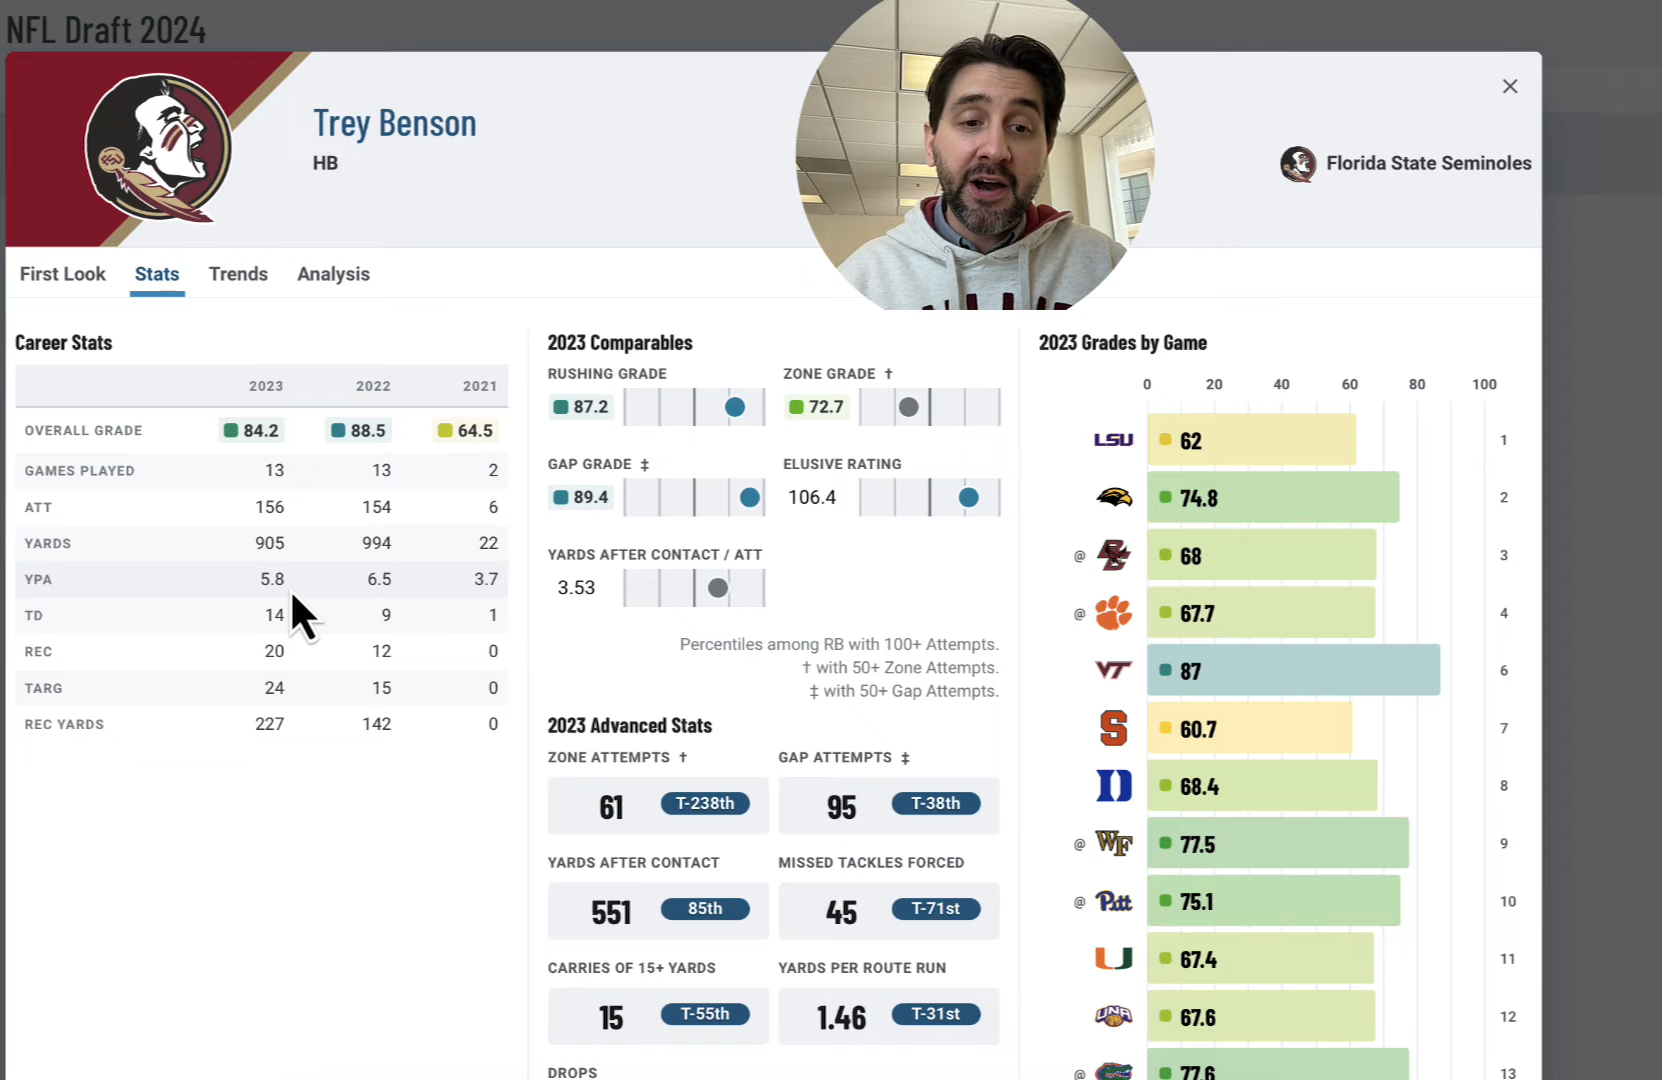 NFL Draft 2024
Trey Benson
HB
Florida State Seminoles
First Look Stats Trends Analysis
Career Stats
2023 2022 2021
OVERALL GRADE 84.2 88.5 64.5
GAMES PLAYED 13 13 2
ATT 156 154 6
YARDS 905 994 22
YPA 5.8 6.5 3.7
TD 14 9 1
REC 20 12 0
TARG 24 15 0
REC YARDS 227 142 0
2023 Comparables
RUSHING GRADE ZONE GRADE †
87.2 72.7
GAP GRADE ‡ ELUSIVE RATING
89.4 106.4
YARDS AFTER CONTACT / ATT
3.53
Percentiles among RB with 100+ Attempts.
† with 50+ Zone Attempts.
‡ with 50+ Gap Attempts.
2023 Advanced Stats
ZONE ATTEMPTS † GAP ATTEMPTS ‡
61 T-238th 95 T-38th
YARDS AFTER CONTACT MISSED TACKLES FORCED
551 85th 45 T-71st
CARRIES OF 15+ YARDS YARDS PER ROUTE RUN
15 T-55th 1.46 T-31st
DROPS
2023 Grades by Game
0 20 40 60 80 100
LSU 62 1
74.8 2
@ BC 68 3
@ 67.7 4
VT 87 6
S 60.7 7
D 68.4 8
@ WF 77.5 9
@ Pitt 75.1 10
U 67.4 11
UNA 67.6 12
@ 77.6 13